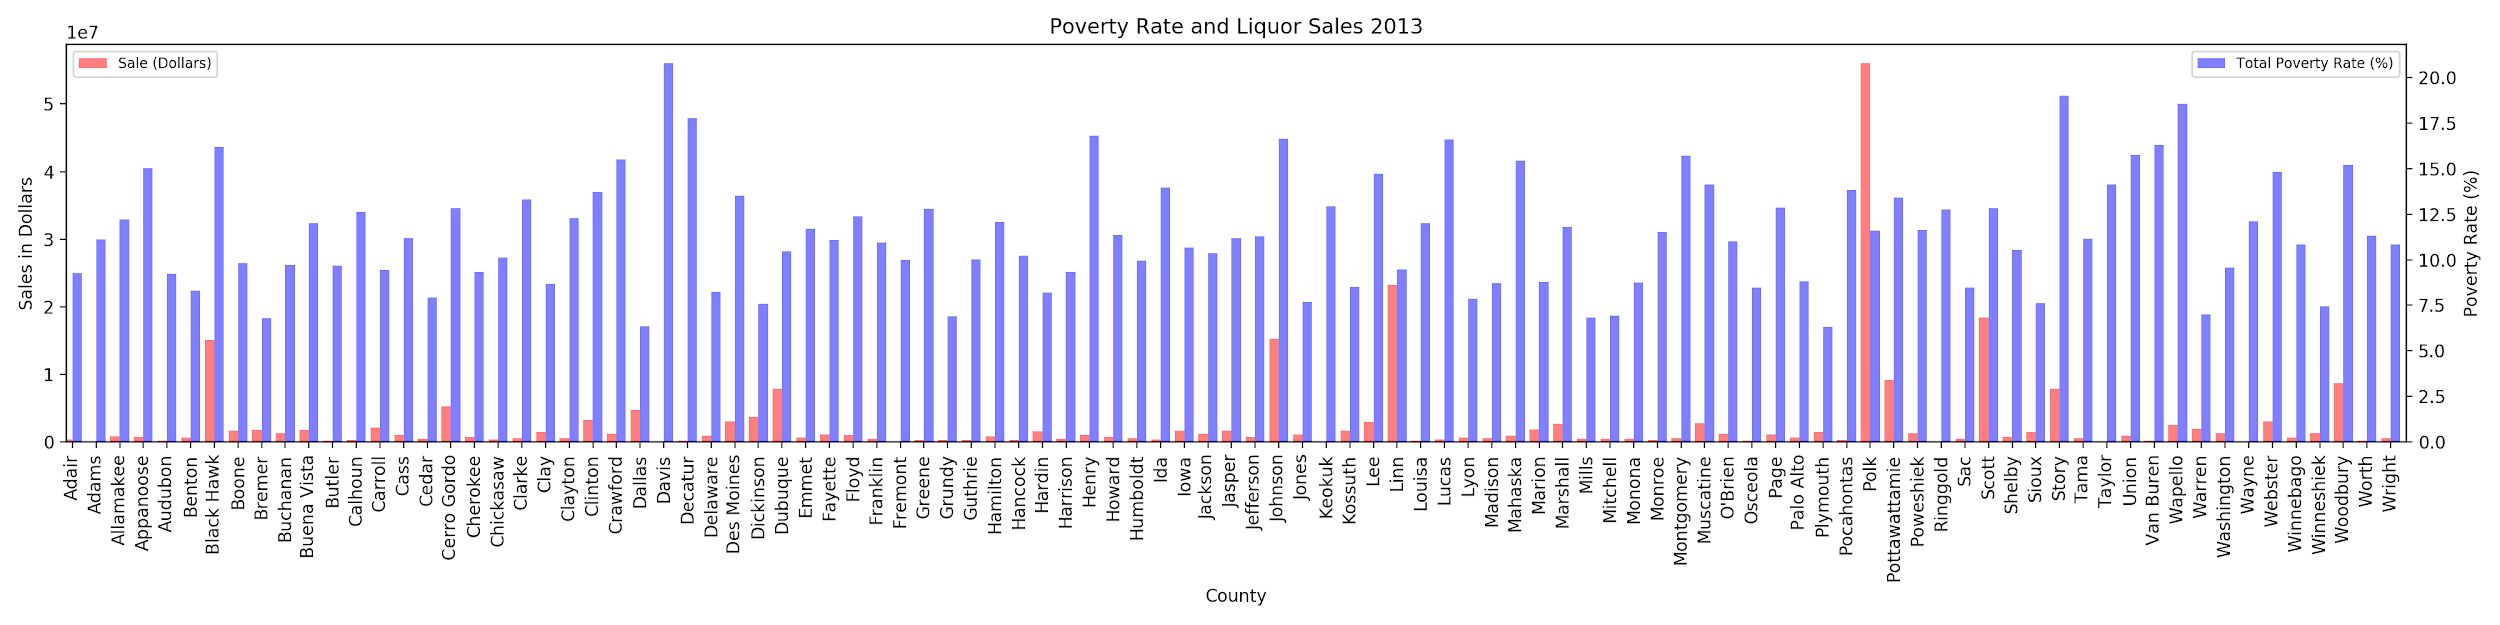 Poverty Rate and Liquor Sales 2013
1e7
Sale (Dollars)
Total Poverty Rate (%)
Sales in Dollars
5
4
3
2
1
0
20.0
17.5
15.0
12.5
10.0
7.5
5.0
2.5
0.0
Poverty Rate (%)
Adair
Adams
Allamakee
Appanoose
Audubon
Benton
Black Hawk
Boone
Bremer
Buchanan
Buena Vista
Butler
Calhoun
Carroll
Cass
Cedar
Cerro Gordo
Cherokee
Chickasaw
Clarke
Clay
Clayton
Clinton
Crawford
Dallas
Davis
Decatur
Delaware
Des Moines
Dickinson
Dubuque
Emmet
Fayette
Floyd
Franklin
Fremont
Greene
Grundy
Guthrie
Hamilton
Hancock
Hardin
Harrison
Henry
Howard
Humboldt
Ida
Iowa
Jackson
Jasper
Jefferson
Johnson
Jones
Keokuk
Kossuth
Lee
Linn
Louisa
Lucas
Lyon
Madison
Mahaska
Marion
Marshall
Mills
Mitchell
Monona
Monroe
Montgomery
Muscatine
O'Brien
Osceola
Page
Palo Alto
Plymouth
Pocahontas
Polk
Pottawattamie
Poweshiek
Ringgold
Sac
Scott
Shelby
Sioux
Story
Tama
Taylor
Union
Van Buren
Wapello
Warren
Washington
Wayne
Webster
Winnebago
Winneshiek
Woodbury
Worth
Wright
County